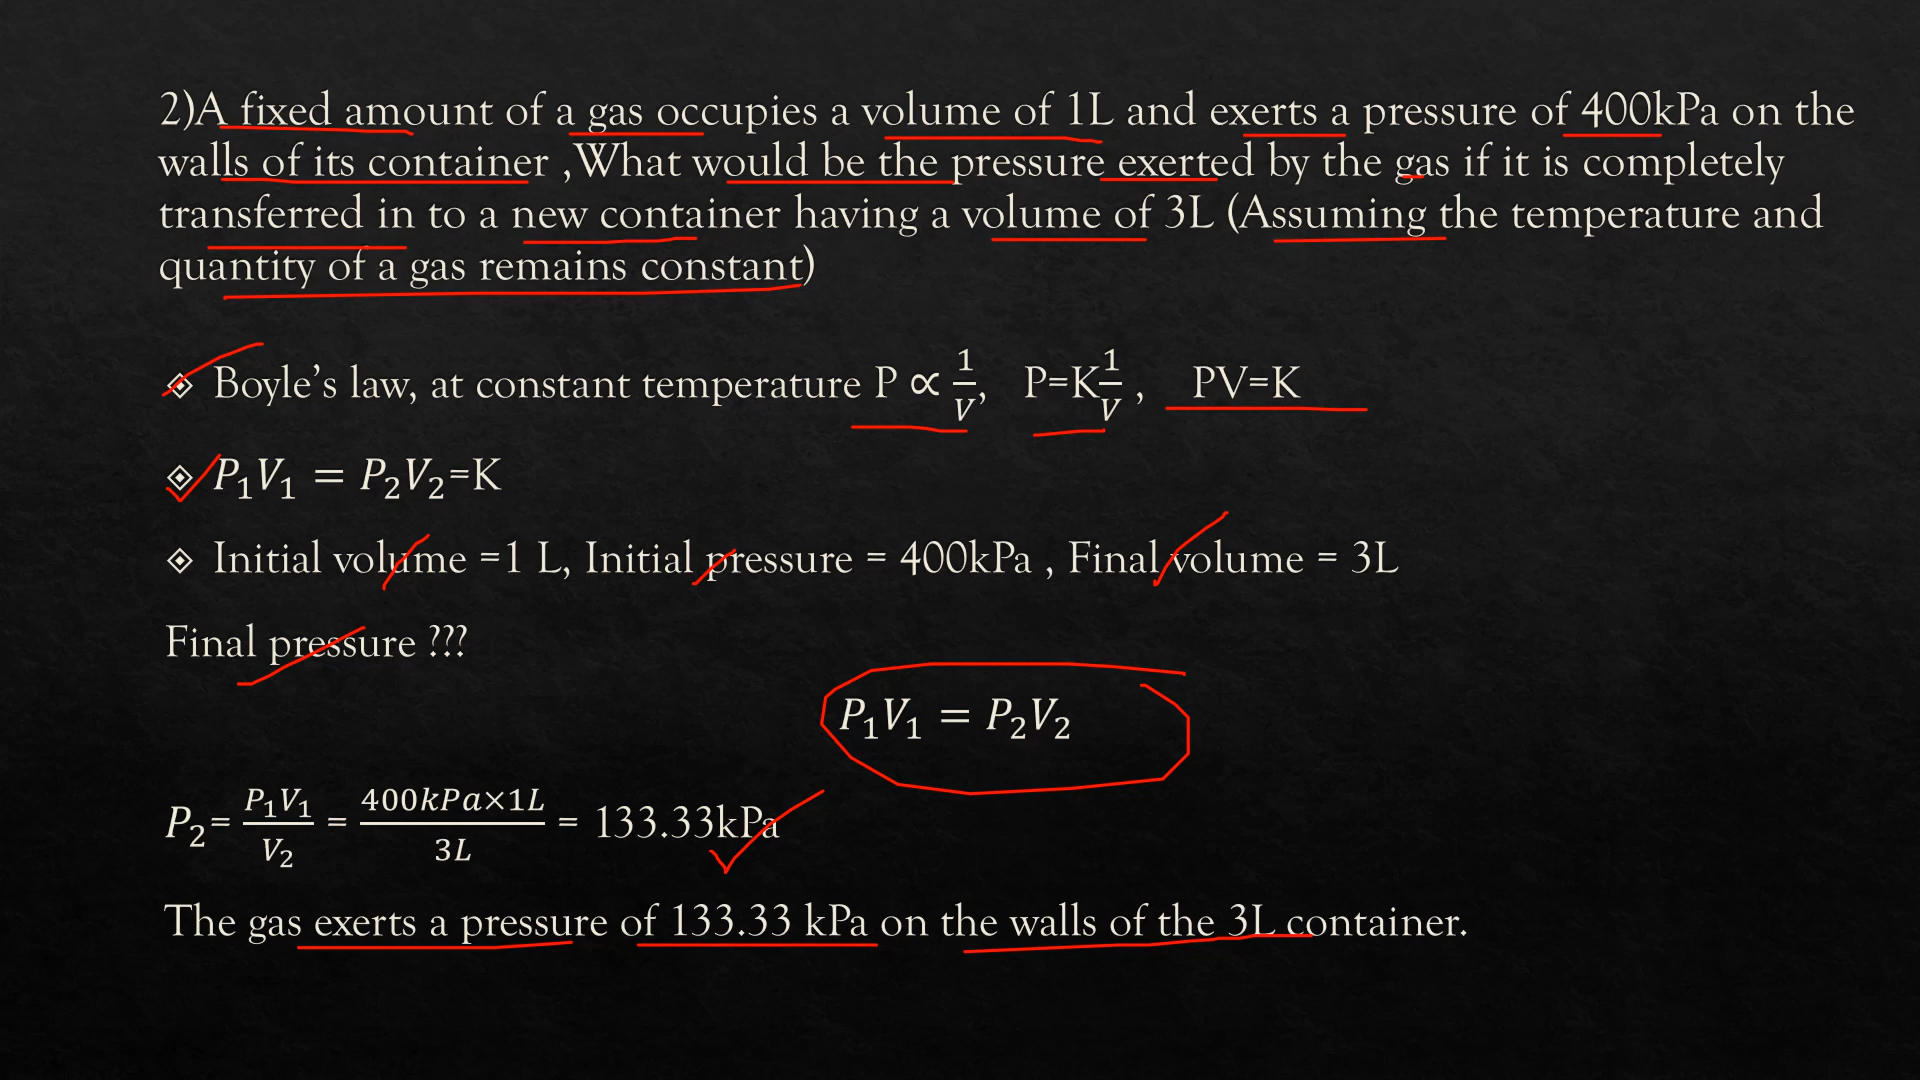 2)A fixed amount of a gas occupies a volume of 1L and exerts a pressure of 400kPa on the
walls of its container ,What would be the pressure exerted by the gas if it is completely
transferred in to a new container having a volume of 3L (Assuming the temperature and
quantity of a gas remains constant)
Boyle’s law, at constant temperature P ∝ 1/V, P=K1/V , PV=K
P₁V₁ = P₂V₂=K
Initial volume =1 L, Initial pressure = 400kPa , Final volume = 3L
Final pressure ???
P₁V₁ = P₂V₂
P₂= P₁V₁/V₂ = 400kPa×1L/3L = 133.33kPa
The gas exerts a pressure of 133.33 kPa on the walls of the 3L container.